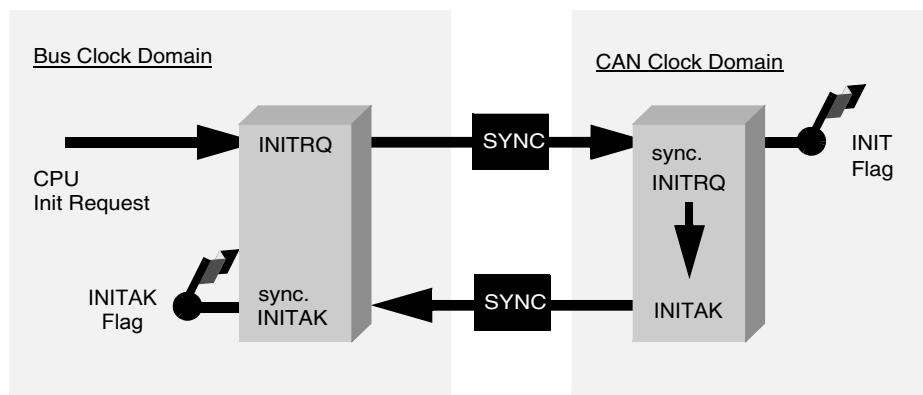 Bus Clock Domain
CAN Clock Domain
INITRQ
SYNC
sync.
INITRQ
INIT
Flag
CPU
Init Request
INITAK
Flag
sync.
INITAK
SYNC
INITAK